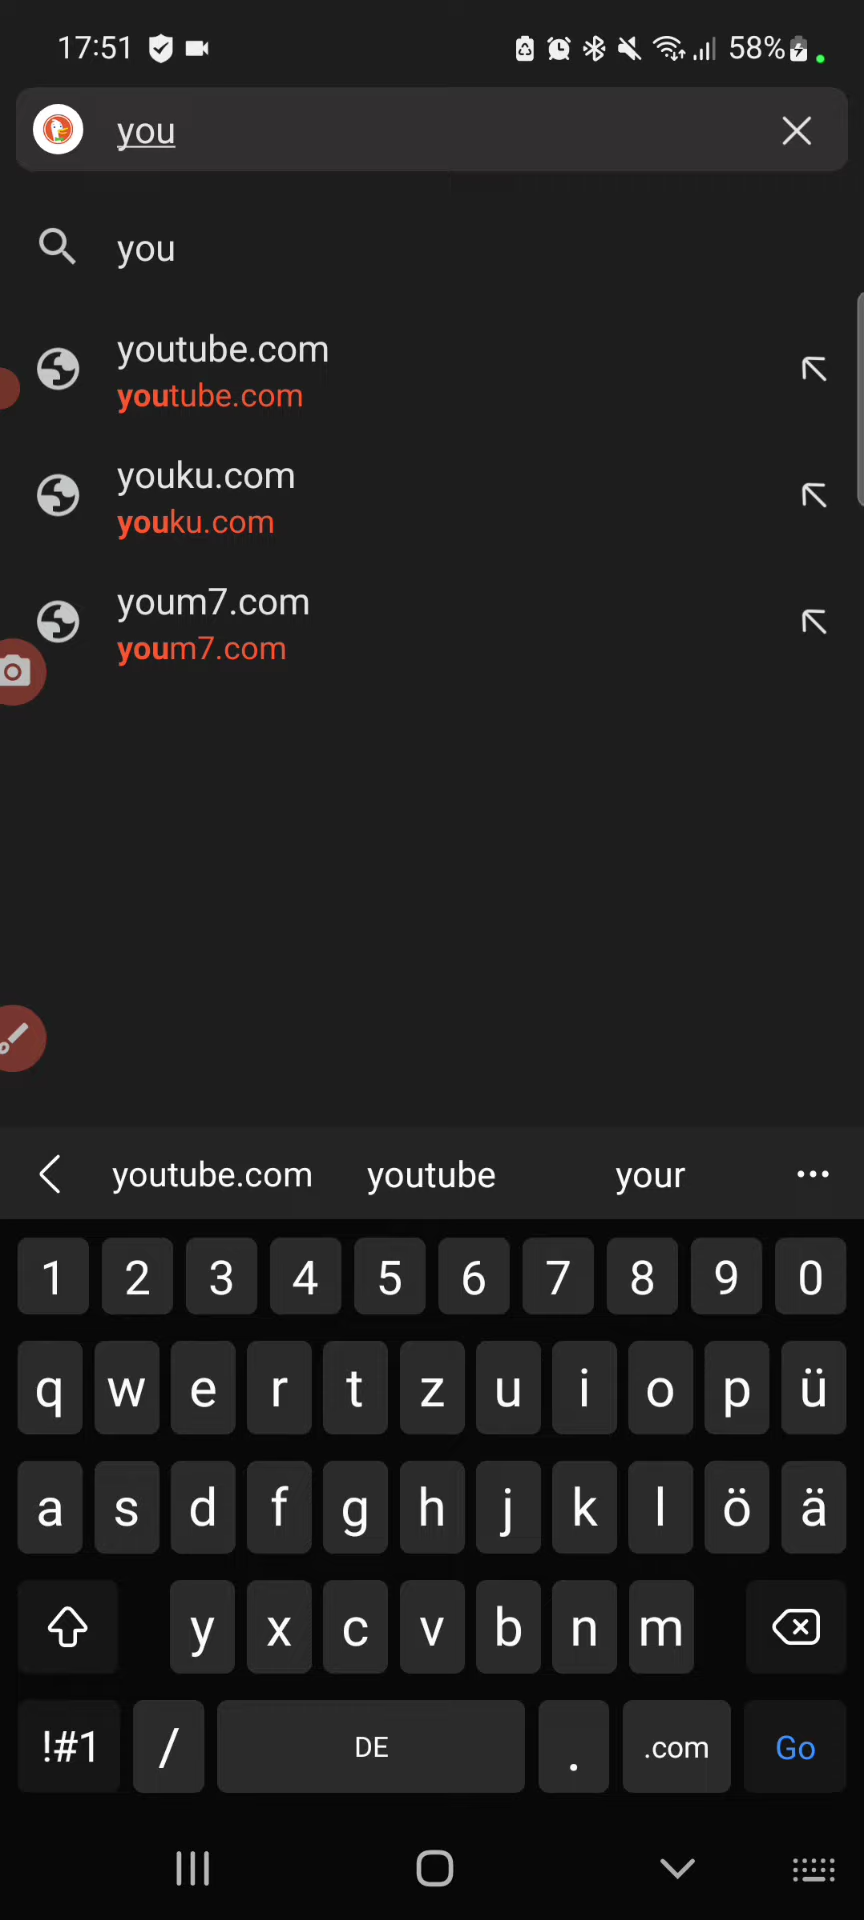 17:51 58%
you
you
youtube.com
youtube.com
youku.com
youku.com
youm7.com
youm7.com
youtube.com youtube your ...
1 2 3 4 5 6 7 8 9 0
q w e r t z u i o p ü
a s d f g h j k l ö ä
y x c v b n m
!#1 / DE . .com Go